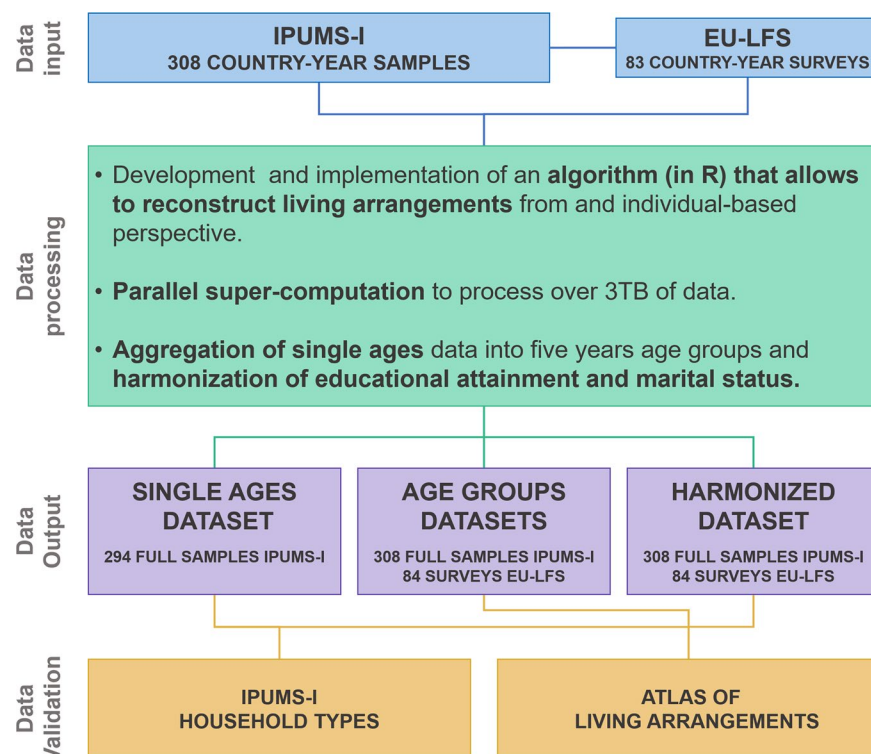 Data
input
IPUMS-I
308 COUNTRY-YEAR SAMPLES
EU-LFS
83 COUNTRY-YEAR SURVEYS
Data
processing
• Development and implementation of an algorithm (in R) that allows
to reconstruct living arrangements from and individual-based
perspective.
• Parallel super-computation to process over 3TB of data.
• Aggregation of single ages data into five years age groups and
harmonization of educational attainment and marital status.
Data
Output
SINGLE AGES
DATASET
294 FULL SAMPLES IPUMS-I
AGE GROUPS
DATASETS
308 FULL SAMPLES IPUMS-I
84 SURVEYS EU-LFS
HARMONIZED
DATASET
308 FULL SAMPLES IPUMS-I
84 SURVEYS EU-LFS
Data
Validation
IPUMS-I
HOUSEHOLD TYPES
ATLAS OF
LIVING ARRANGEMENTS